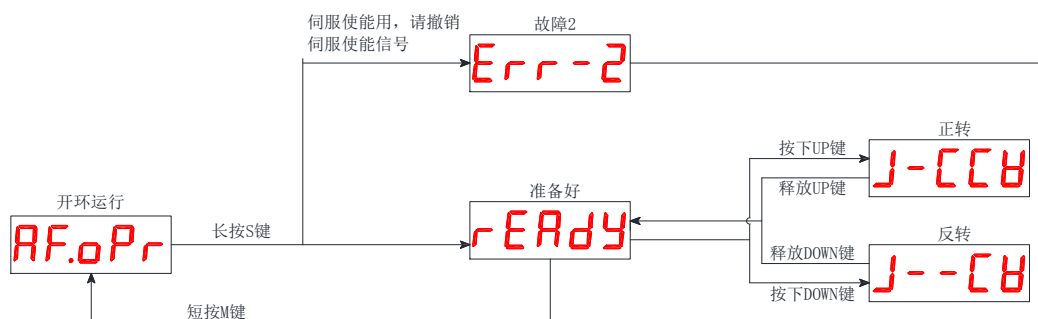 伺服使能用，请撤销
伺服使能信号
故障2
Err-2
正转
按下UP键
J-CCW
释放UP键
准备好
开环运行
长按S键
rEAdy
AF.oPr
反转
释放DOWN键
J--CW
按下DOWN键
短按M键